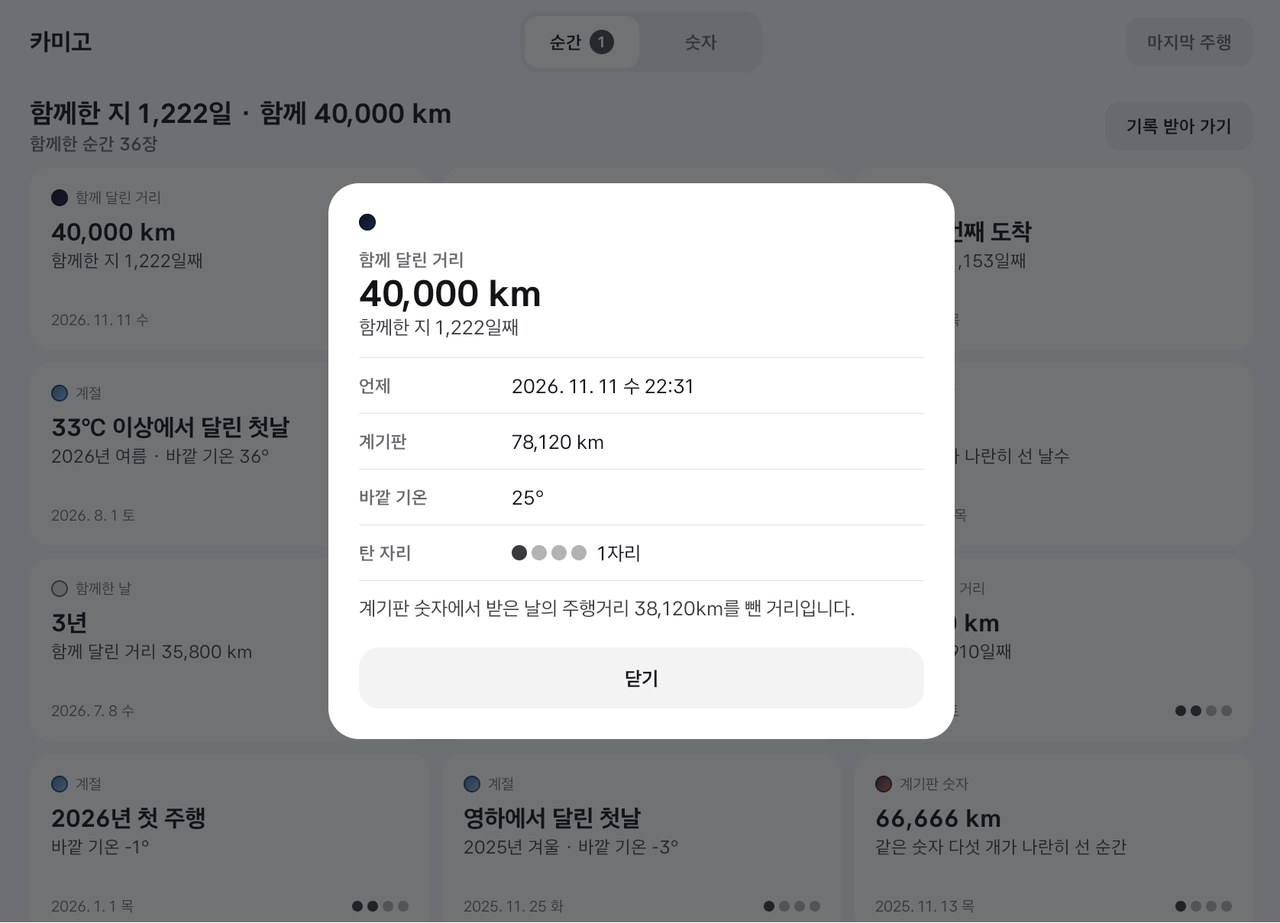 카미고
순간 1
숫자
마지막 주행
함께한 지 1,222일 · 함께 40,000 km
함께한 순간 36장
기록 받아 가기
함께 달린 거리
40,000 km
함께한 지 1,222일째
2026. 11. 11 수
번째 도착
,153일째
계절
33°C 이상에서 달린 첫날
2026년 여름 · 바깥 기온 36°
2026. 8. 1 토
나란히 선 날수
목
함께한 날
3년
함께 달린 거리 35,800 km
2026. 7. 8 수
거리
km
910일째
함께 달린 거리
40,000 km
함께한 지 1,222일째
언제 2026. 11. 11 수 22:31
계기판 78,120 km
바깥 기온 25°
탄 자리 1자리
계기판 숫자에서 받은 날의 주행거리 38,120km를 뺀 거리입니다.
닫기
계절
2026년 첫 주행
바깥 기온 -1°
2026. 1. 1 목
계절
영하에서 달린 첫날
2025년 겨울 · 바깥 기온 -3°
2025. 11. 25 화
계기판 숫자
66,666 km
같은 숫자 다섯 개가 나란히 선 순간
2025. 11. 13 목